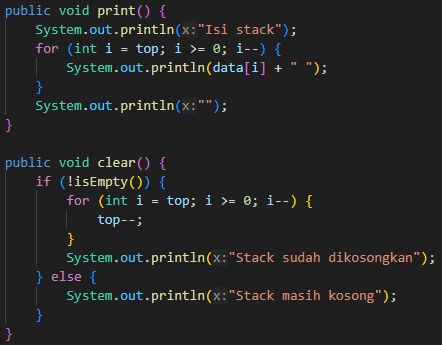 public void print() {
    System.out.println(x:"Isi stack");
    for (int i = top; i >= 0; i--) {
        System.out.println(data[i] + " ");
    }
    System.out.println(x:"");
}

public void clear() {
    if (!isEmpty()) {
        for (int i = top; i >= 0; i--) {
            top--;
        }
        System.out.println(x:"Stack sudah dikosongkan");
    } else {
        System.out.println(x:"Stack masih kosong");
    }
}